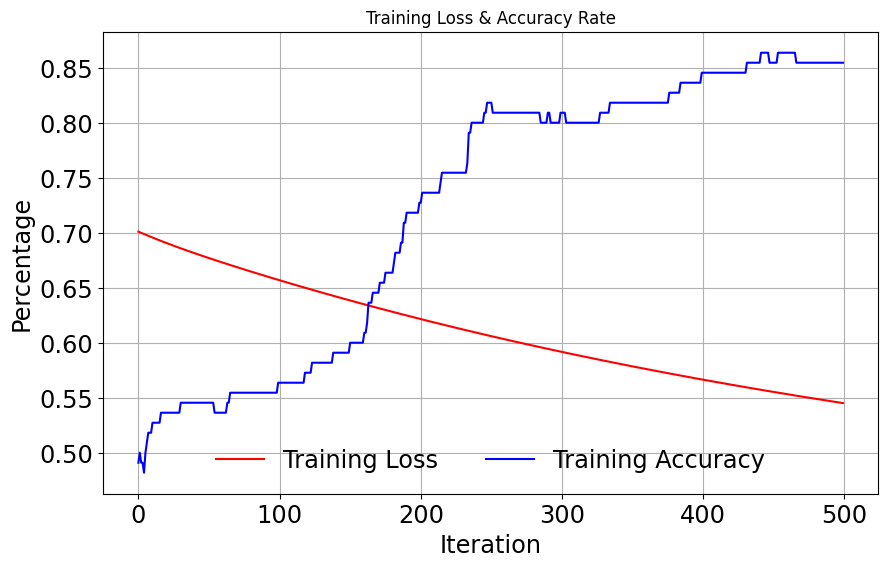 Training Loss & Accuracy Rate
Percentage
0.85
0.80
0.75
0.70
0.65
0.60
0.55
0.50
Training Loss Training Accuracy
0 100 200 300 400 500
Iteration